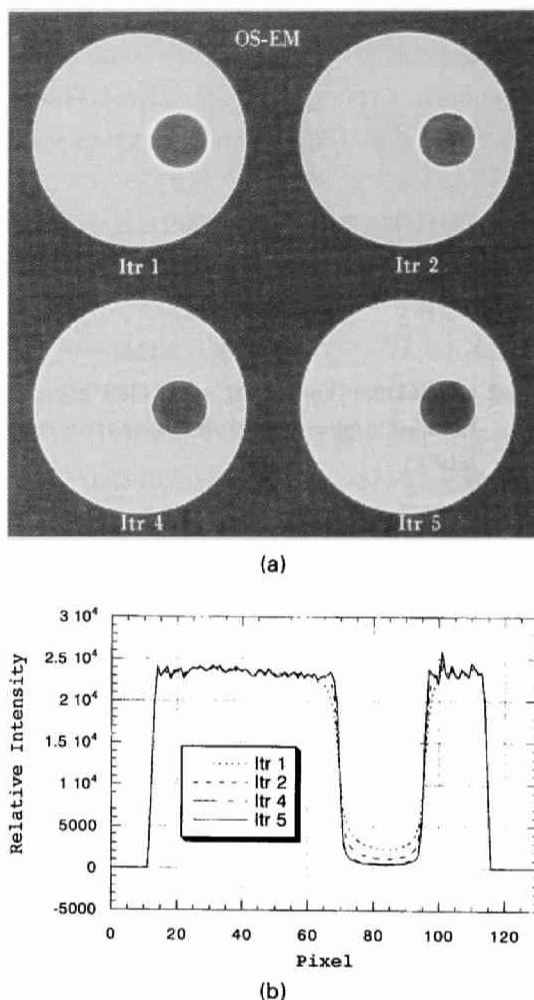 OS-EM
Itr 1 Itr 2
Itr 4 Itr 5
(a)
3 10⁴
2.5 10⁴
2 10⁴
1.5 10⁴
1 10⁴
5000
0
-5000
Relative Intensity
Itr 1
Itr 2
Itr 4
Itr 5
0 20 40 60 80 100 120
Pixel
(b)